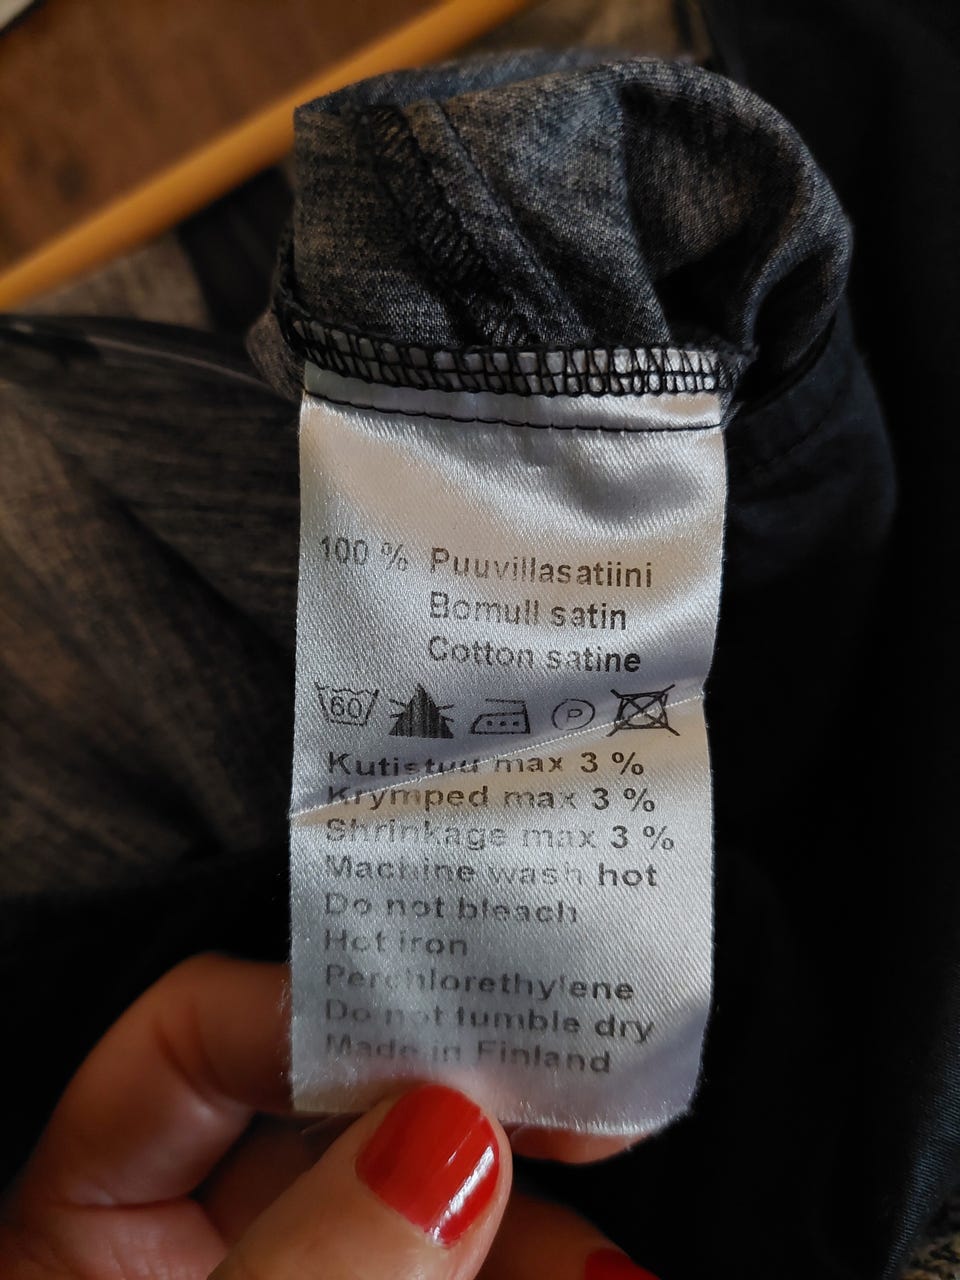 100 % Puuvillasatiini
Bomull satin
Cotton satine
60 P
Kutistuu max 3 %
Krymped max 3 %
Shrinkage max 3 %
Machine wash hot
Do not bleach
Hot iron
Perchlorethylene
Do not tumble dry
Made in Finland